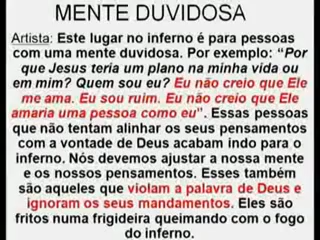 MENTE DUVIDOSA
Artista: Este lugar no inferno é para pessoas
com uma mente duvidosa. Por exemplo: “Por
que Jesus teria um plano na minha vida ou
em mim? Quem sou eu? Eu não creio que Ele
me ama. Eu sou ruim. Eu não creio que Ele
amaria uma pessoa como eu”. Essas pessoas
que não tentam alinhar os seus pensamentos
com a vontade de Deus acabam indo para o
inferno. Nós devemos ajustar a nossa mente
e os nossos pensamentos. Esses também
são aqueles que violam a palavra de Deus e
ignoram os seus mandamentos. Eles são
fritos numa frigideira queimando com o fogo
do inferno.